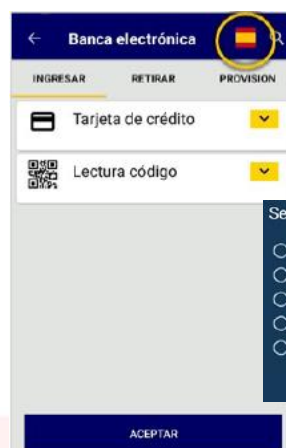 Banca electrónica
INGRESAR RETIRAR PROVISION
Tarjeta de crédito
Lectura código
Se
ACEPTAR